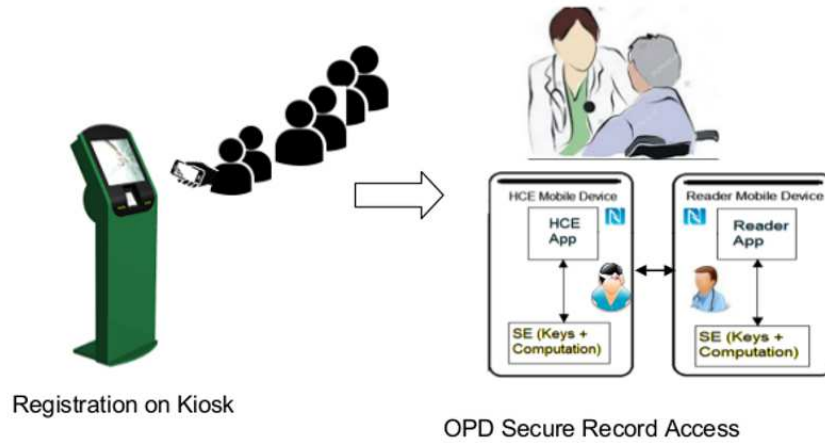 HCE Mobile Device
HCE
App
SE (Keys +
Computation)
Reader Mobile Device
Reader
App
SE (Keys +
Computation)
Registration on Kiosk
OPD Secure Record Access